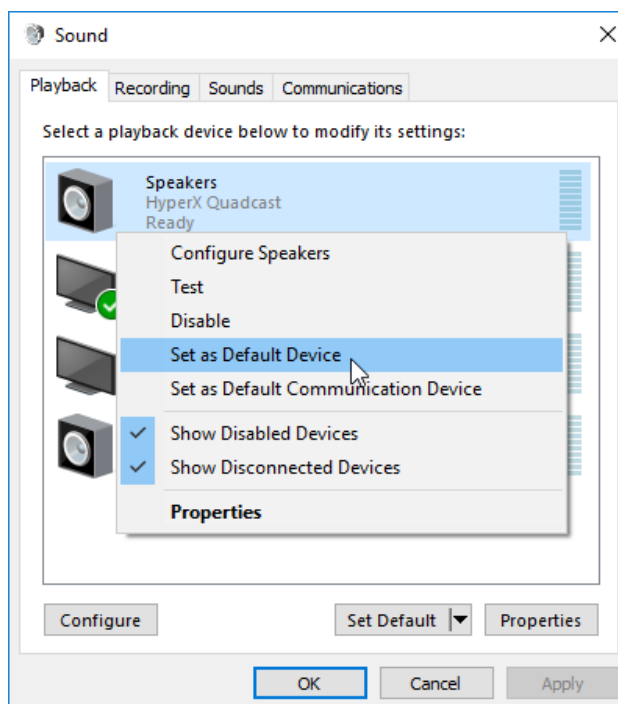 Sound
Playback Recording Sounds Communications
Select a playback device below to modify its settings:
Speakers
HyperX Quadcast
Ready
Configure Speakers
Test
Disable
Set as Default Device
Set as Default Communication Device
Show Disabled Devices
Show Disconnected Devices
Properties
Configure Set Default Properties
OK Cancel Apply